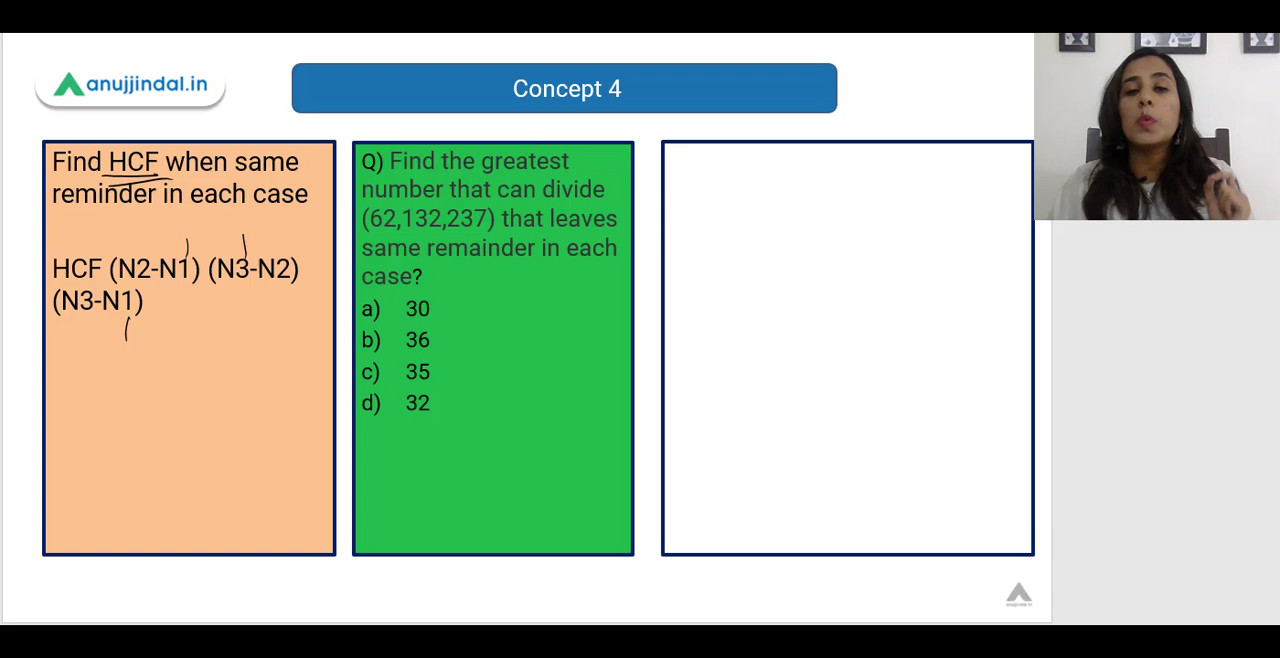 anujjindal.in
Concept 4
Find HCF when same
reminder in each case
HCF (N2-N1) (N3-N2)
(N3-N1)
Q) Find the greatest
number that can divide
(62,132,237) that leaves
same remainder in each
case?
a) 30
b) 36
c) 35
d) 32